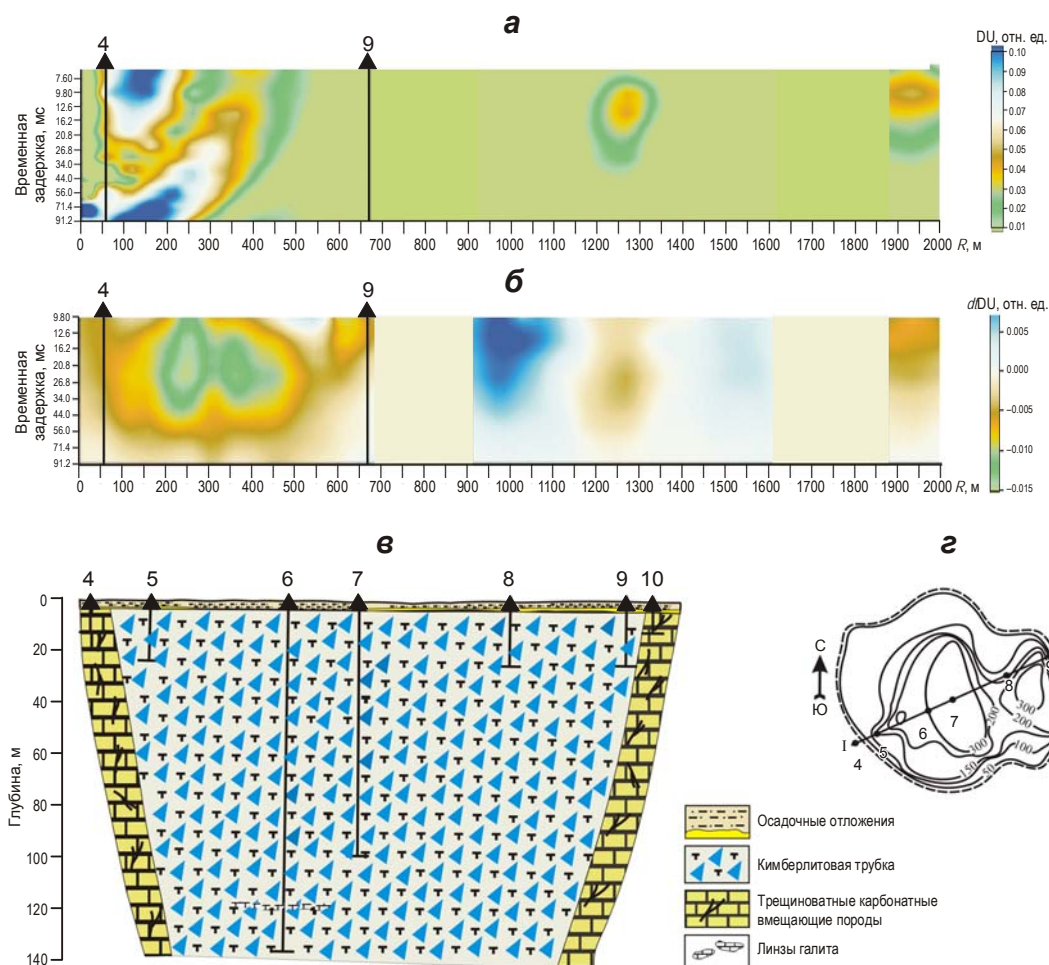 а
DU, отн. ед.
4
9
Временная
задержка, мс
7.60
9.80
12.6
16.2
20.8
26.8
34.0
44.0
56.0
71.4
91.2
0.10
0.09
0.08
0.07
0.06
0.05
0.04
0.03
0.02
0.01
0 100 200 300 350 400 500 600 700 900 1000 1100 1200 1300 1400 1500 1600 1700 1800 1900 2000 R, м
б
d/DU, отн. ед.
4
9
Временная
задержка, мс
9.80
12.6
16.2
20.8
26.8
34.0
44.0
56.0
71.4
91.2
0.005
0.000
–0.005
–0.010
–0.015
0 100 200 300 350 400 500 600 700 900 1000 1100 1200 1300 1400 1500 1600 1700 1800 1900 2000 R, м
в
4 5 6 7 8 9 10
Глубина, м
0
20
40
60
80
100
120
140
г
С
Ю
I
4
5
6
7
8
300
200
300
200
100
150
50
Осадочные отложения
Кимберлитовая трубка
Трещиноватые карбонатные
вмещающие породы
Линзы галита